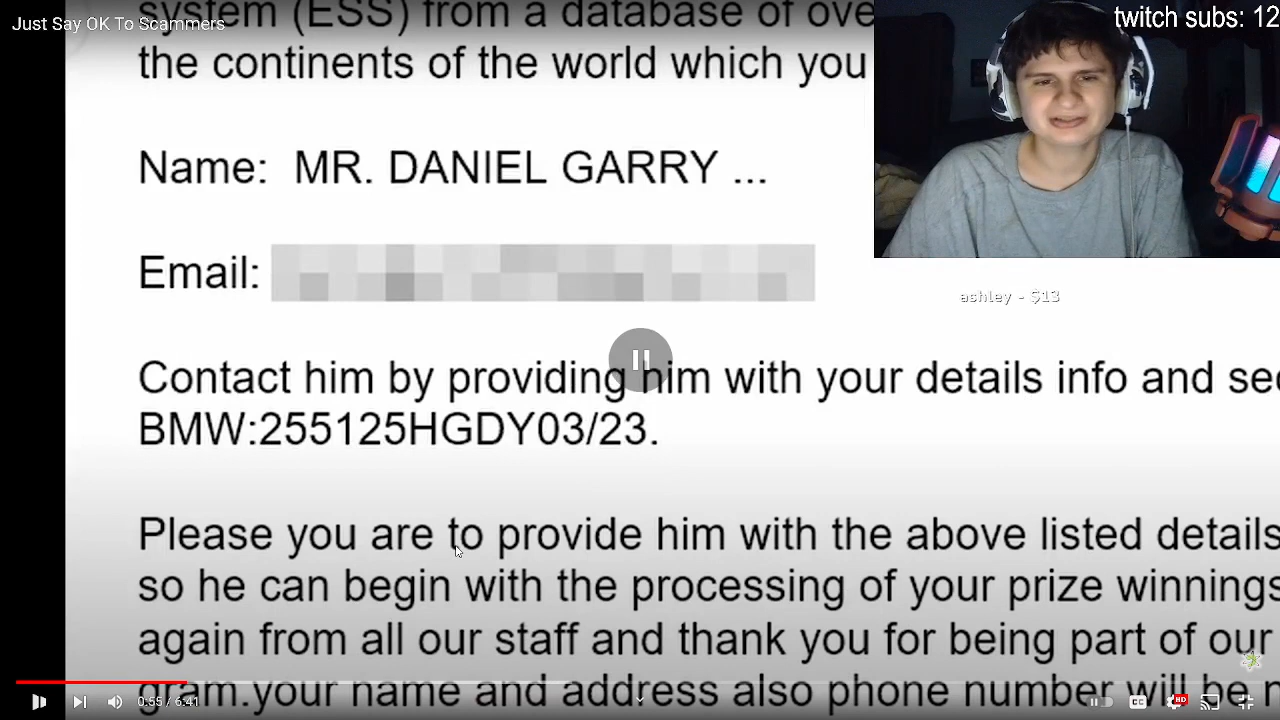 Just Say OK To Scammers
twitch subs: 12
system (ESS) from a database of ove
the continents of the world which you
Name: MR. DANIEL GARRY ...
Email:
ashley - $13
Contact him by providing him with your details info and sec
BMW:255125HGDY03/23.
Please you are to provide him with the above listed details
so he can begin with the processing of your prize winnings
again from all our staff and thank you for being part of our
gram.your name and address also phone number will be
0:55 / 6:41
CC
HD